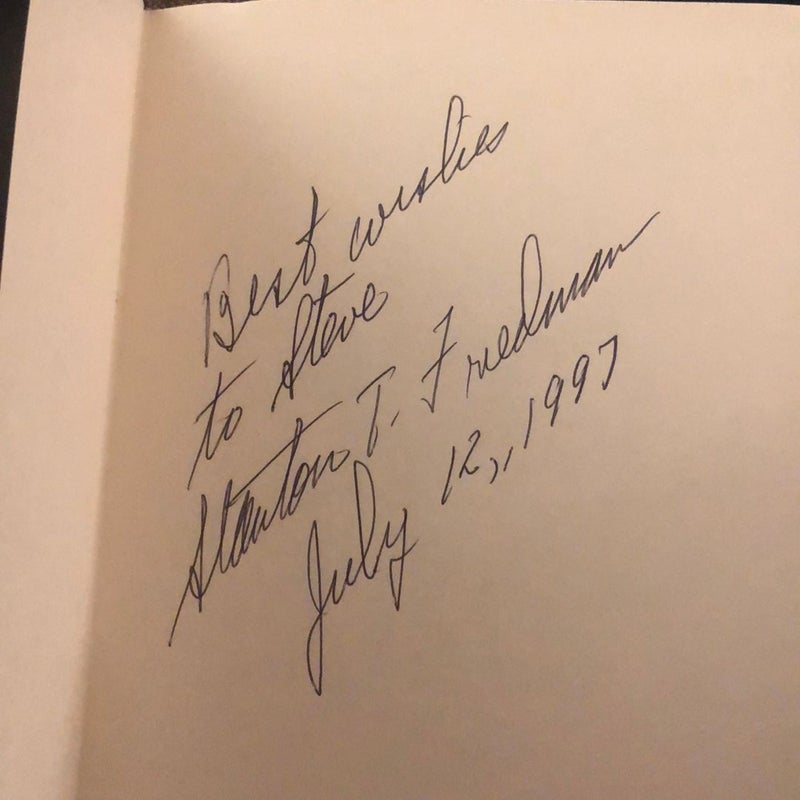 Best wishes
to Steve
Stanton T. Friedman
July 12,, 1997